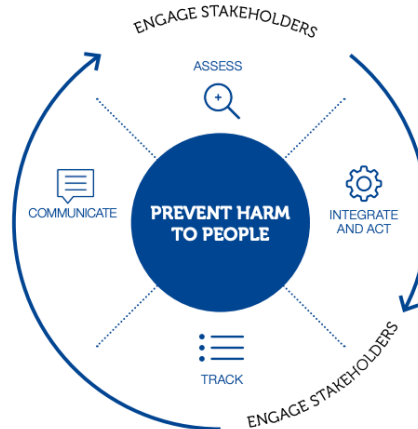 ENGAGE STAKEHOLDERS
ASSESS
COMMUNICATE
PREVENT HARM
TO PEOPLE
INTEGRATE
AND ACT
TRACK
ENGAGE STAKEHOLDERS